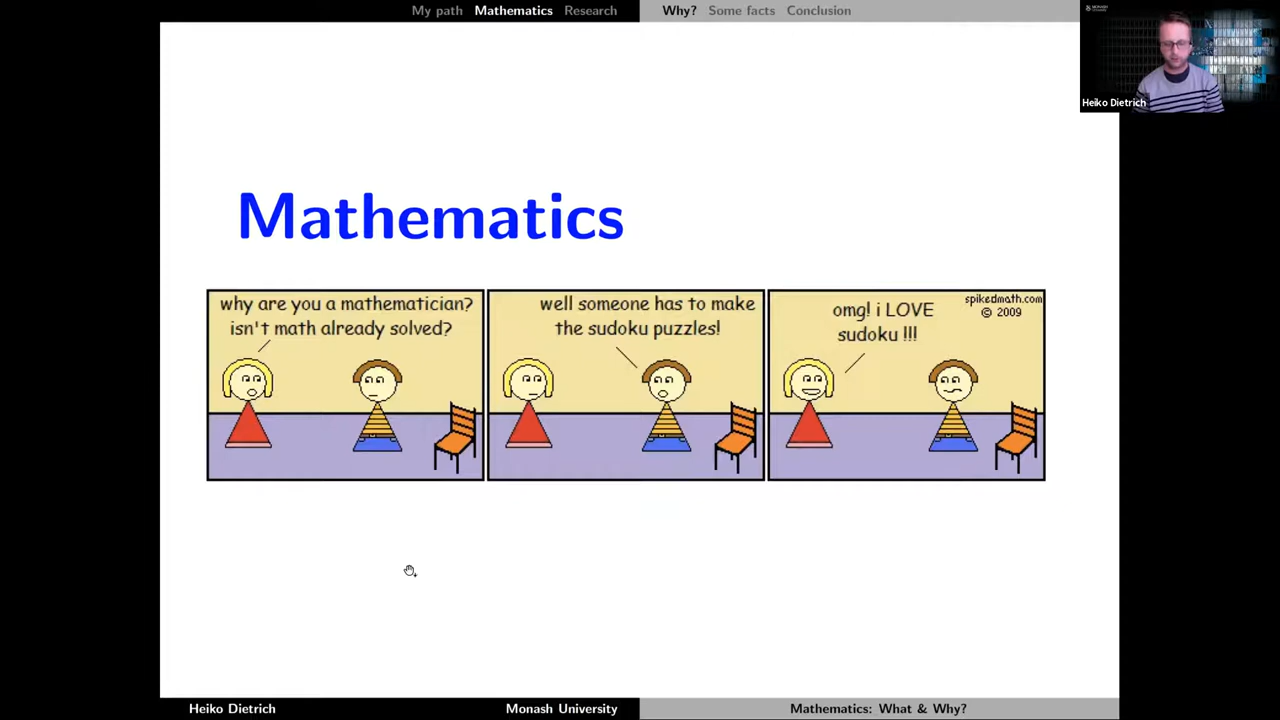 My path Mathematics Research
Why? Some facts Conclusion
Heiko Dietrich
Mathematics
why are you a mathematician?
isn't math already solved?
well someone has to make
the sudoku puzzles!
omg! i LOVE
sudoku !!!
spikedmath.com
© 2009
Heiko Dietrich
Monash University
Mathematics: What & Why?